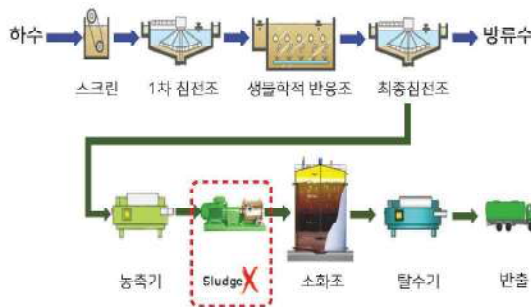 하수
방류수
스크린
1차 침전조
생물학적 반응조
최종침전조
농축기
SludgeX
소화조
탈수기
반출